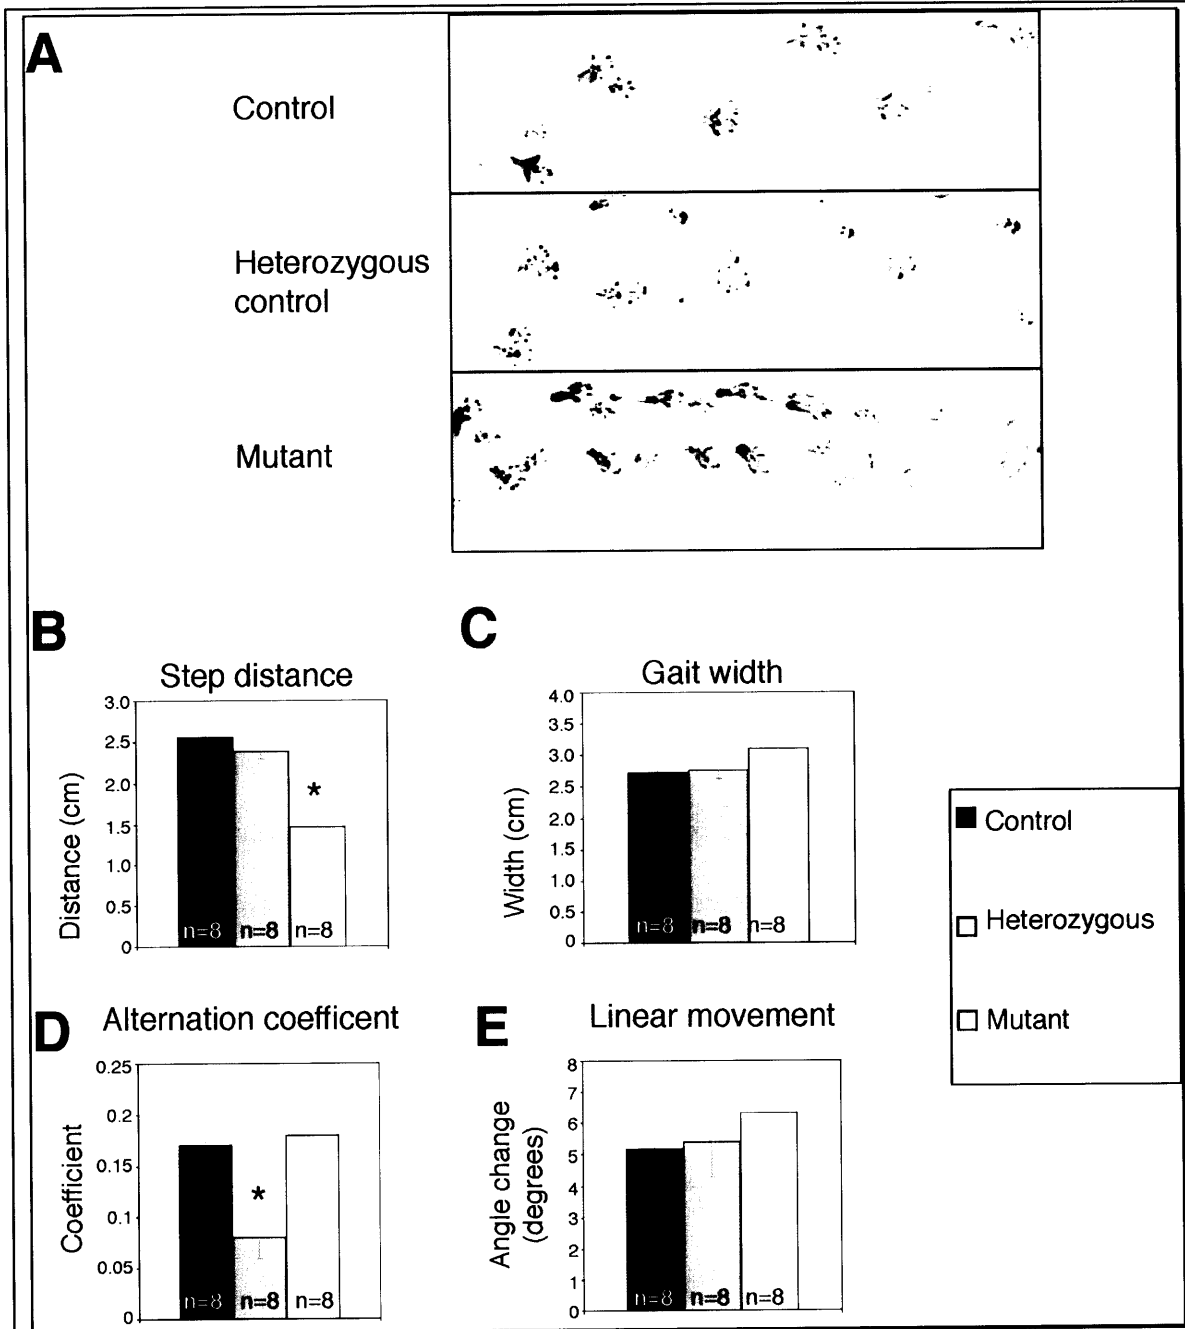 A
Control
Heterozygous
control
Mutant
B
Step distance
3.0
2.5
2.0
1.5
1.0
0.5
0
Distance (cm)
*
n=8 n=8 n=8
C
Gait width
4.0
3.5
3.0
2.5
2.0
1.5
1.0
0.5
0
Width (cm)
n=8 n=8 n=8
Control
Heterozygous
Mutant
D
Alternation coefficent
0.25
0.2
0.15
0.1
0.05
0
Coefficient
*
n=8 n=8 n=8
E
Linear movement
8
7
6
5
4
3
2
1
0
Angle change
(degrees)
n=8 n=8 n=8